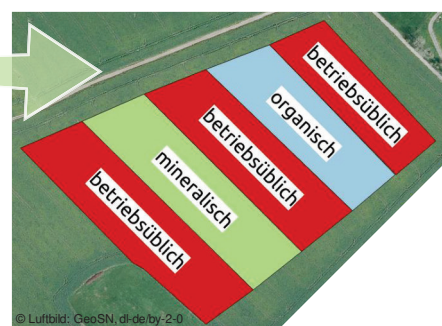 betriebsüblich
organisch
betriebsüblich
mineralisch
betriebsüblich
© Luftbild: GeoSN, dl-de/by-2-0